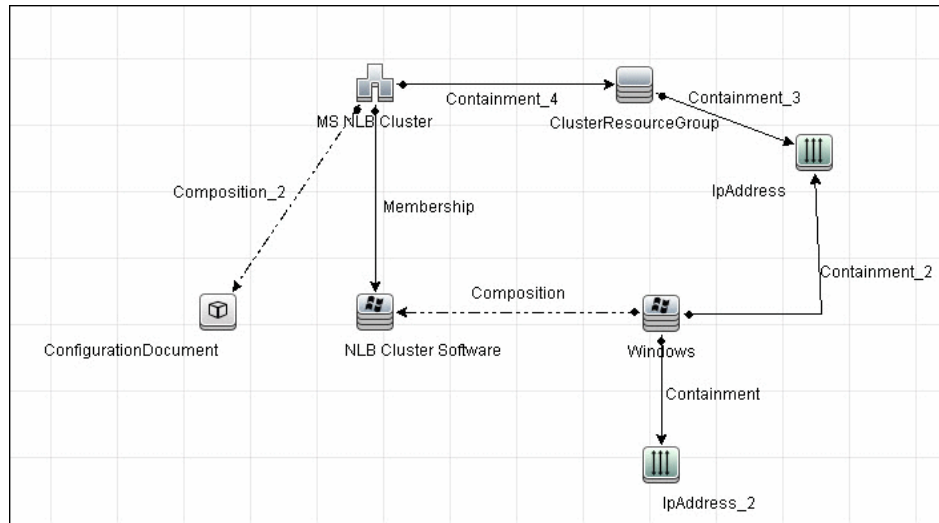 Containment_4
Containment_3
MS NLB Cluster
ClusterResourceGroup
Composition_2
IpAddress
Membership
Containment_2
Composition
ConfigurationDocument
NLB Cluster Software
Windows
Containment
IpAddress_2